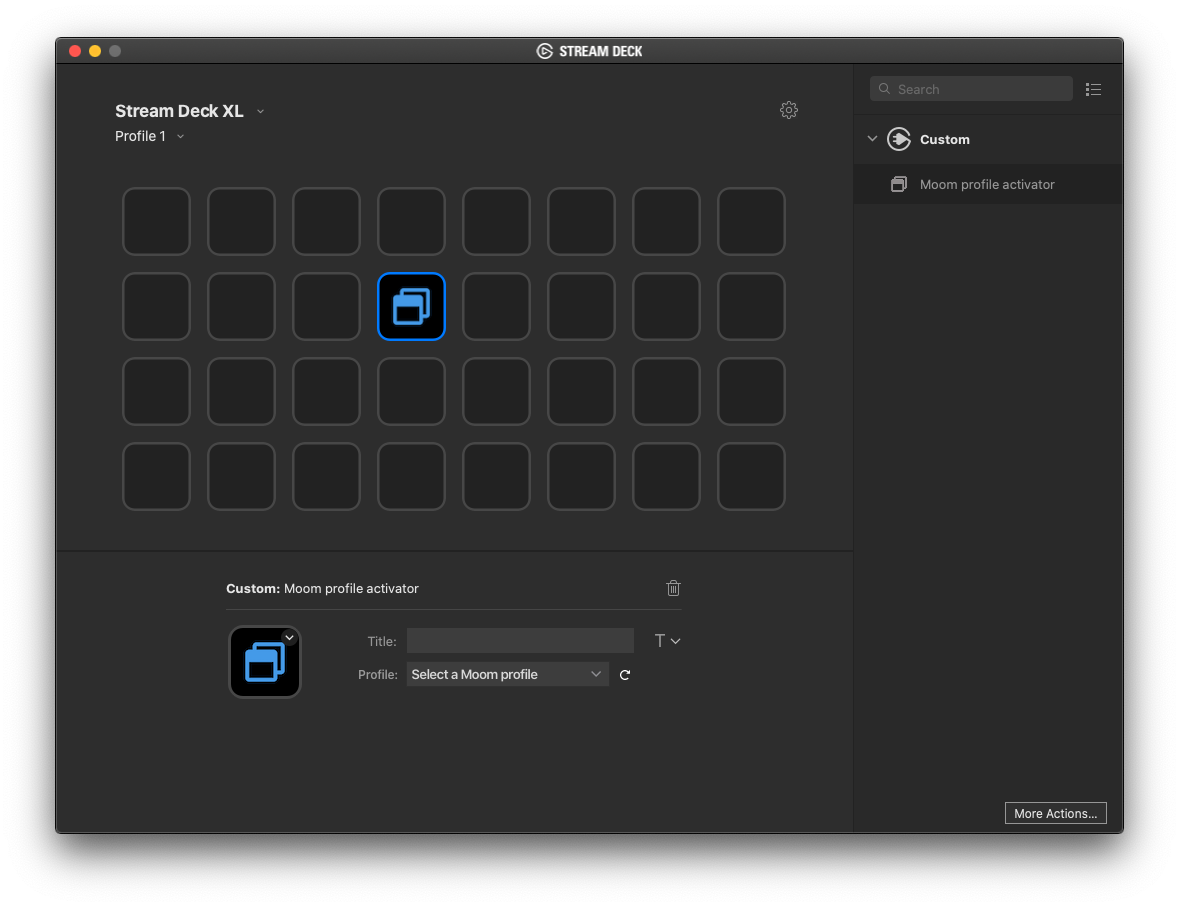 STREAM DECK
Stream Deck XL
Profile 1
Search
Custom
Moom profile activator
Custom: Moom profile activator
Title:
T
Profile: Select a Moom profile
More Actions...